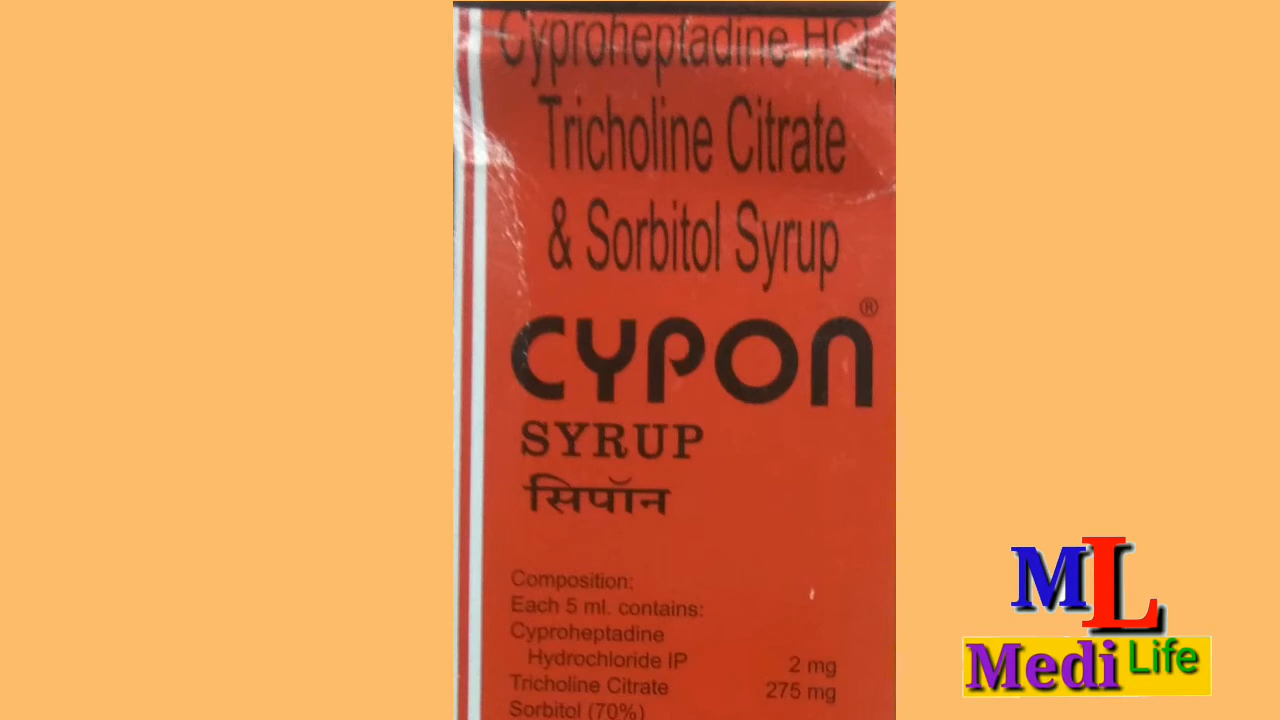 Cyproheptadine HCl,
Tricholine Citrate
& Sorbitol Syrup
CYPON®
SYRUP
सिपॉन
Composition:
Each 5 ml. contains:
Cyproheptadine
Hydrochloride IP 2 mg
Tricholine Citrate 275 mg
Sorbitol (70%)
ML
Medi Life